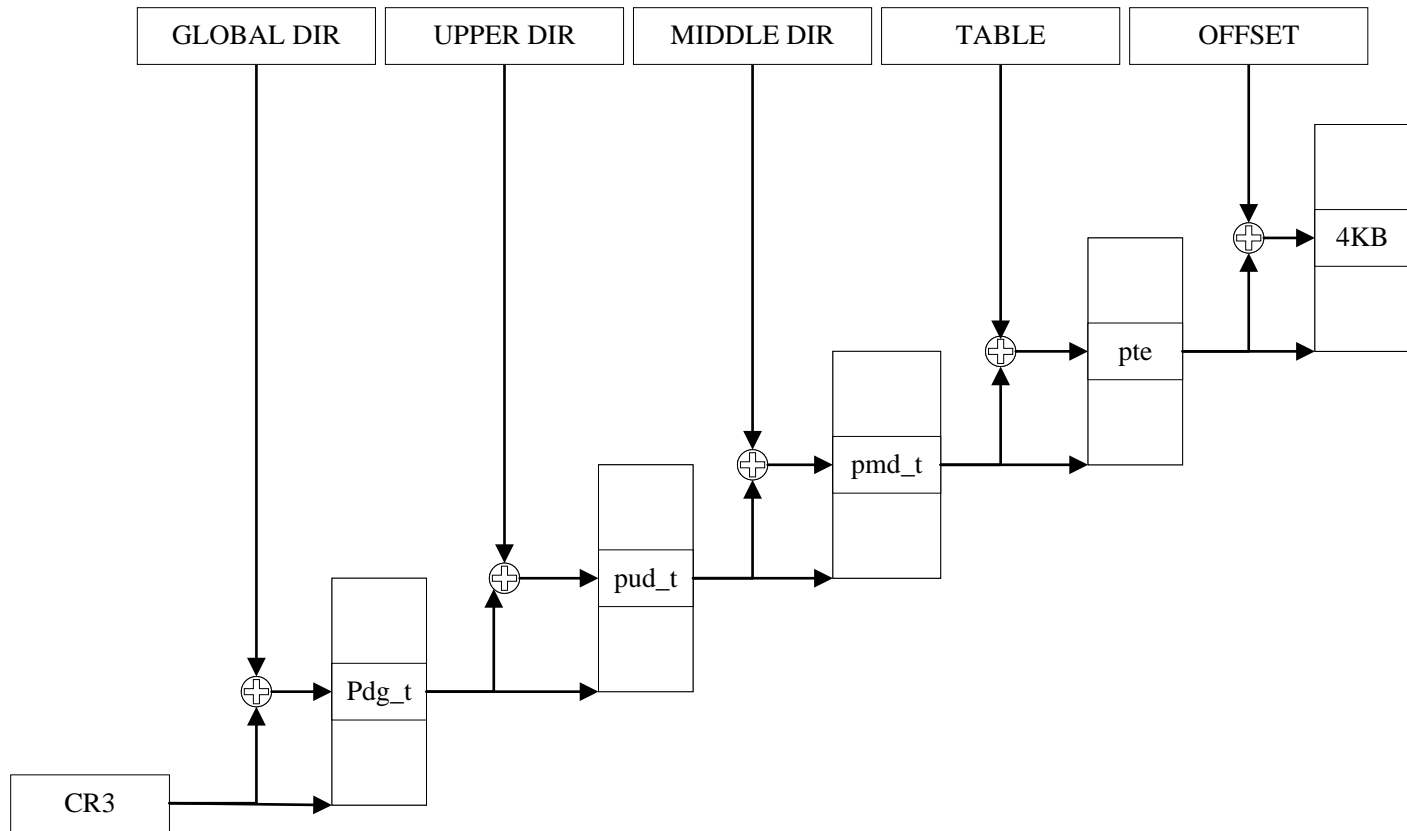 GLOBAL DIR
UPPER DIR
MIDDLE DIR
TABLE
OFFSET
4KB
pte
pmd_t
pud_t
Pdg_t
CR3